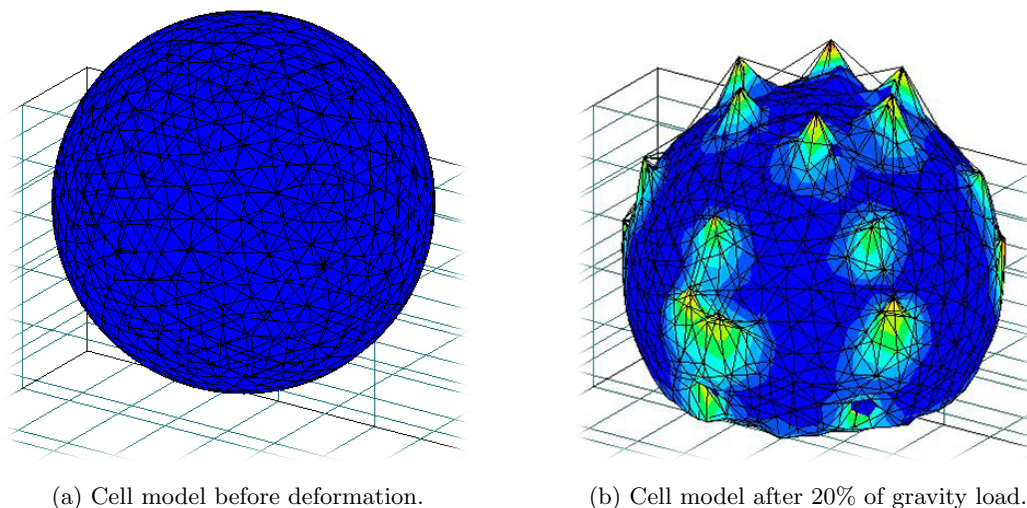 (a) Cell model before deformation.
(b) Cell model after 20% of gravity load.